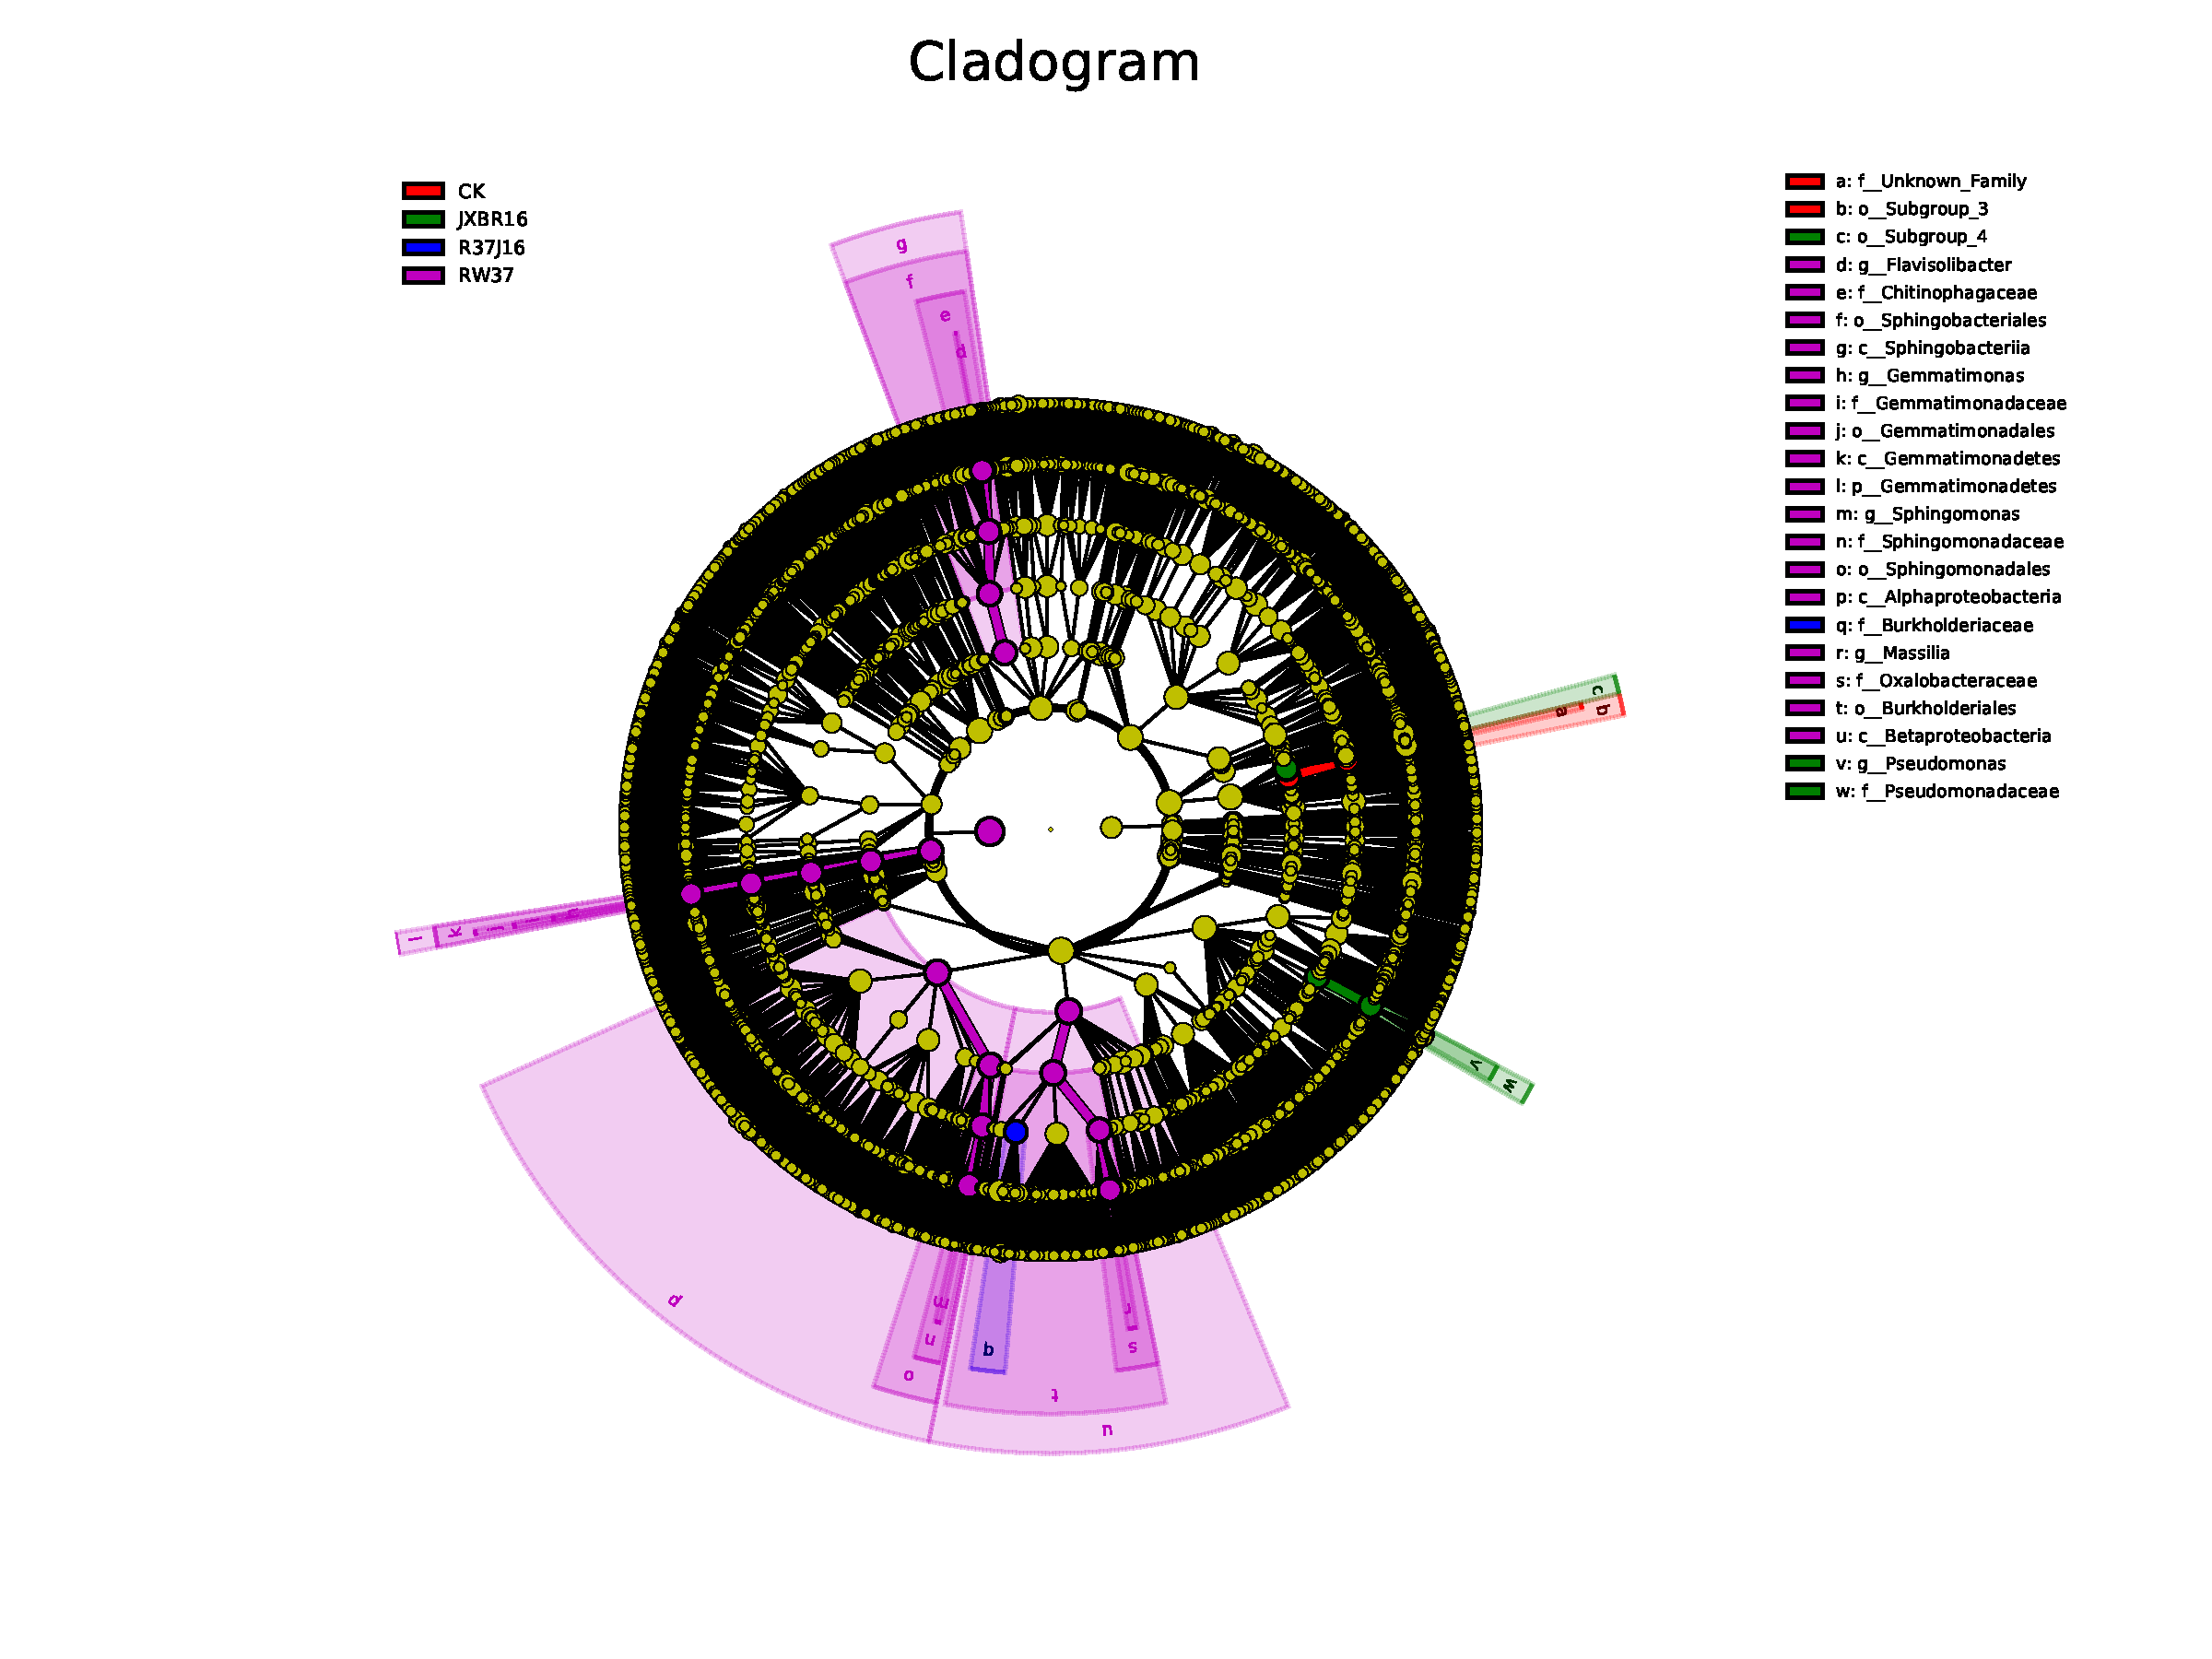 Cladogram
CK
JXBR16
R37J16
RW37
a: f__Unknown_Family
b: o__Subgroup_3
c: o__Subgroup_4
d: g__Flavisolibacter
e: f__Chitinophagaceae
f: o__Sphingobacteriales
g: c__Sphingobacteriia
h: g__Gemmatimonas
i: f__Gemmatimonadaceae
j: o__Gemmatimonadales
k: c__Gemmatimonadetes
l: p__Gemmatimonadetes
m: g__Sphingomonas
n: f__Sphingomonadaceae
o: o__Sphingomonadales
p: c__Alphaproteobacteria
q: f__Burkholderiaceae
r: g__Massilia
s: f__Oxalobacteraceae
t: o__Burkholderiales
u: c__Betaproteobacteria
v: g__Pseudomonas
w: f__Pseudomonadaceae
g
f
e
d
c
b
a
l
k
j
i
h
v
w
p
m
n
o
q
r
s
t
u